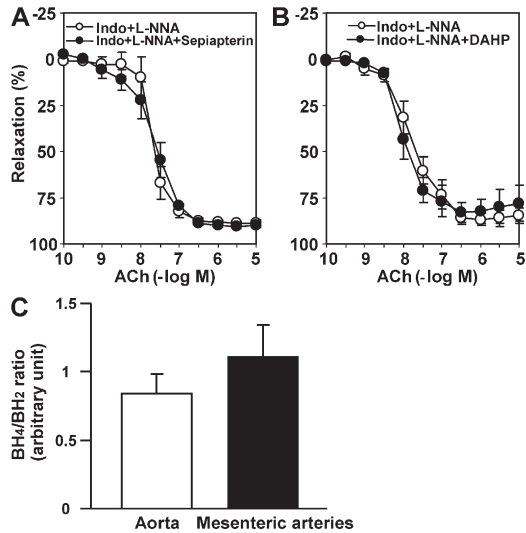 A
Indo+L-NNA
Indo+L-NNA+Sepiapterin
-25
0
25
50
75
100
Relaxation (%)
10 9 8 7 6 5
ACh (-log M)
B
Indo+L-NNA
Indo+L-NNA+DAHP
-25
0
25
50
75
100
10 9 8 7 6 5
ACh (-log M)
C
1.5
1
0.5
0
BH4/BH2 ratio
(arbitrary unit)
Aorta Mesenteric arteries